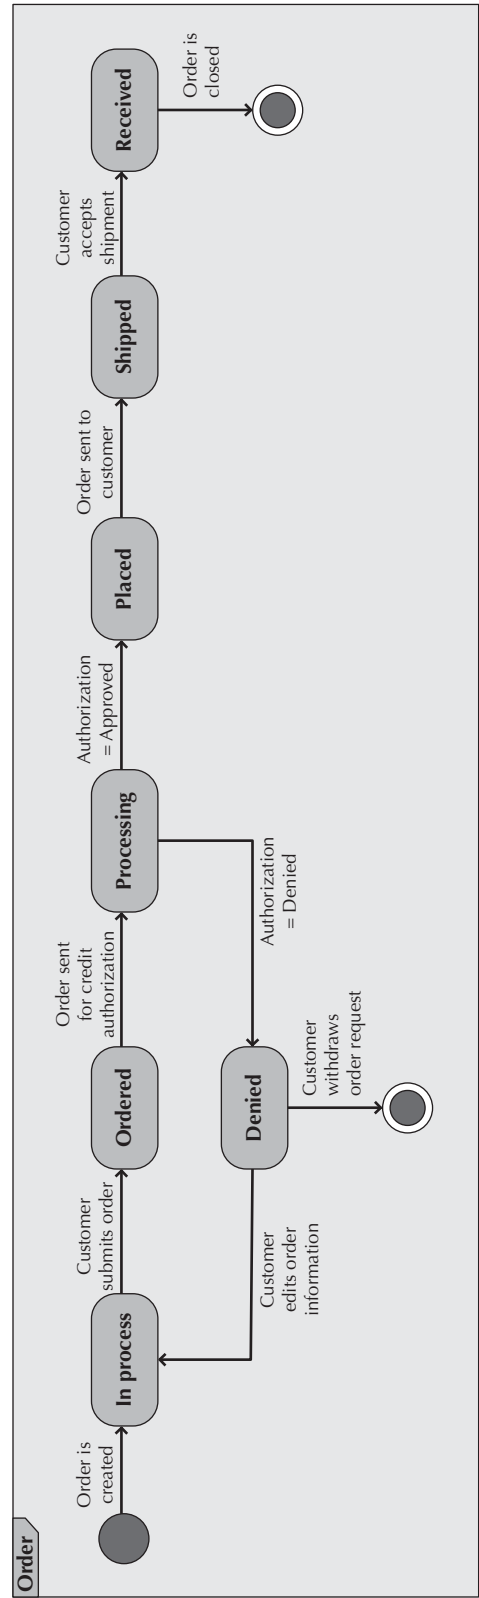 Order
Order is
created
In process
Customer
submits order
Ordered
Order sent
for credit
authorization
Processing
Authorization
= Approved
Placed
Order sent to
customer
Shipped
Customer
accepts
shipment
Received
Order is
closed
Authorization
= Denied
Denied
Customer
withdraws
order request
Customer
edits order
information